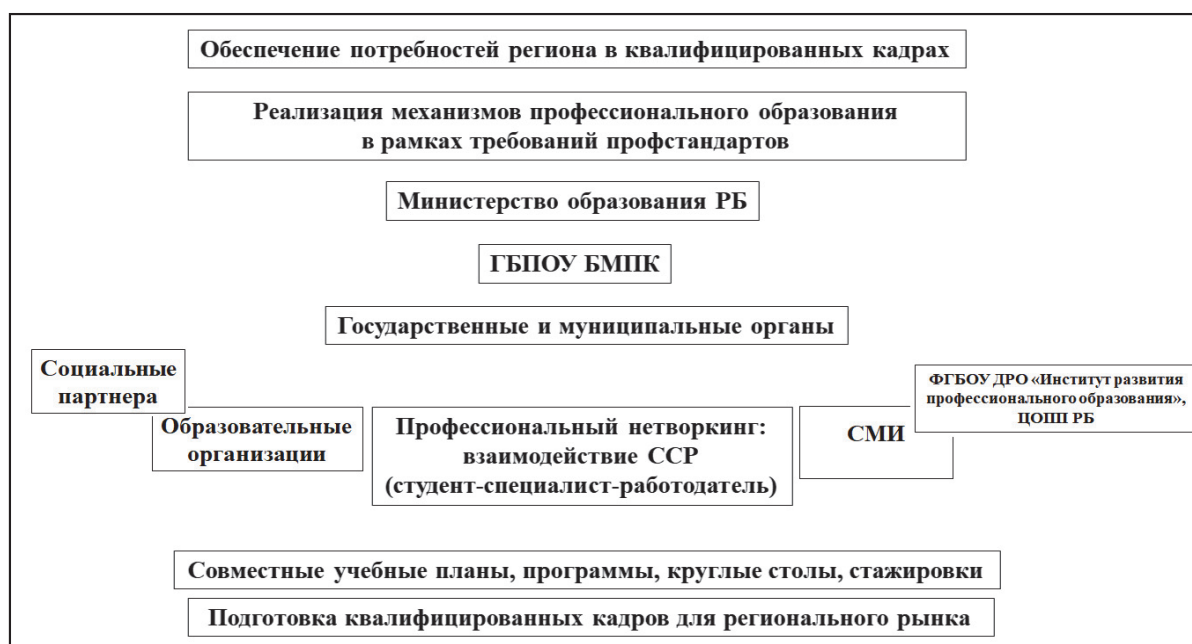 Обеспечение потребностей региона в квалифицированных кадрах
Реализация механизмов профессионального образования
в рамках требований профстандартов
Министерство образования РБ
ГБПОУ БМПК
Государственные и муниципальные органы
Социальные
партнера
Образовательные
организации
Профессиональный нетворкинг:
взаимодействие ССР
(студент-специалист-работодатель)
СМИ
ФГБОУ ДРО «Институт развития
профессионального образования»,
ЦОПП РБ
Совместные учебные планы, программы, круглые столы, стажировки
Подготовка квалифицированных кадров для регионального рынка